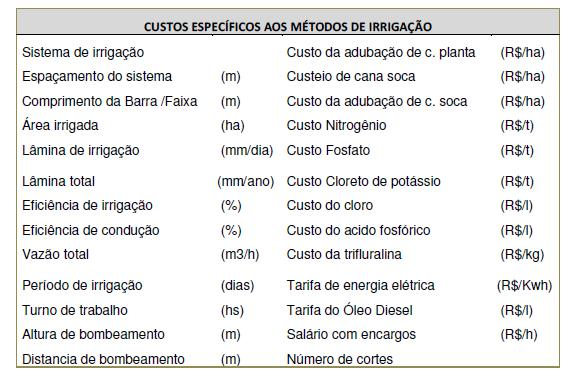 CUSTOS ESPECÍFICOS AOS MÉTODOS DE IRRIGAÇÃO
Sistema de irrigação Custo da adubação de c. planta (R$/ha)
Espaçamento do sistema (m) Custeio de cana soca (R$/ha)
Comprimento da Barra /Faixa (m) Custo da adubação de c. soca (R$/ha)
Área irrigada (ha) Custo Nitrogênio (R$/t)
Lâmina de irrigação (mm/dia) Custo Fosfato (R$/t)
Lâmina total (mm/ano) Custo Cloreto de potássio (R$/t)
Eficiência de irrigação (%) Custo do cloro (R$/l)
Eficiência de condução (%) Custo do acido fosfórico (R$/l)
Vazão total (m3/h) Custo da trifluralina (R$/kg)
Período de irrigação (dias) Tarifa de energia elétrica (R$/Kwh)
Turno de trabalho (hs) Tarifa do Óleo Diesel (R$/l)
Altura de bombeamento (m) Salário com encargos (R$/h)
Distancia de bombeamento (m) Número de cortes